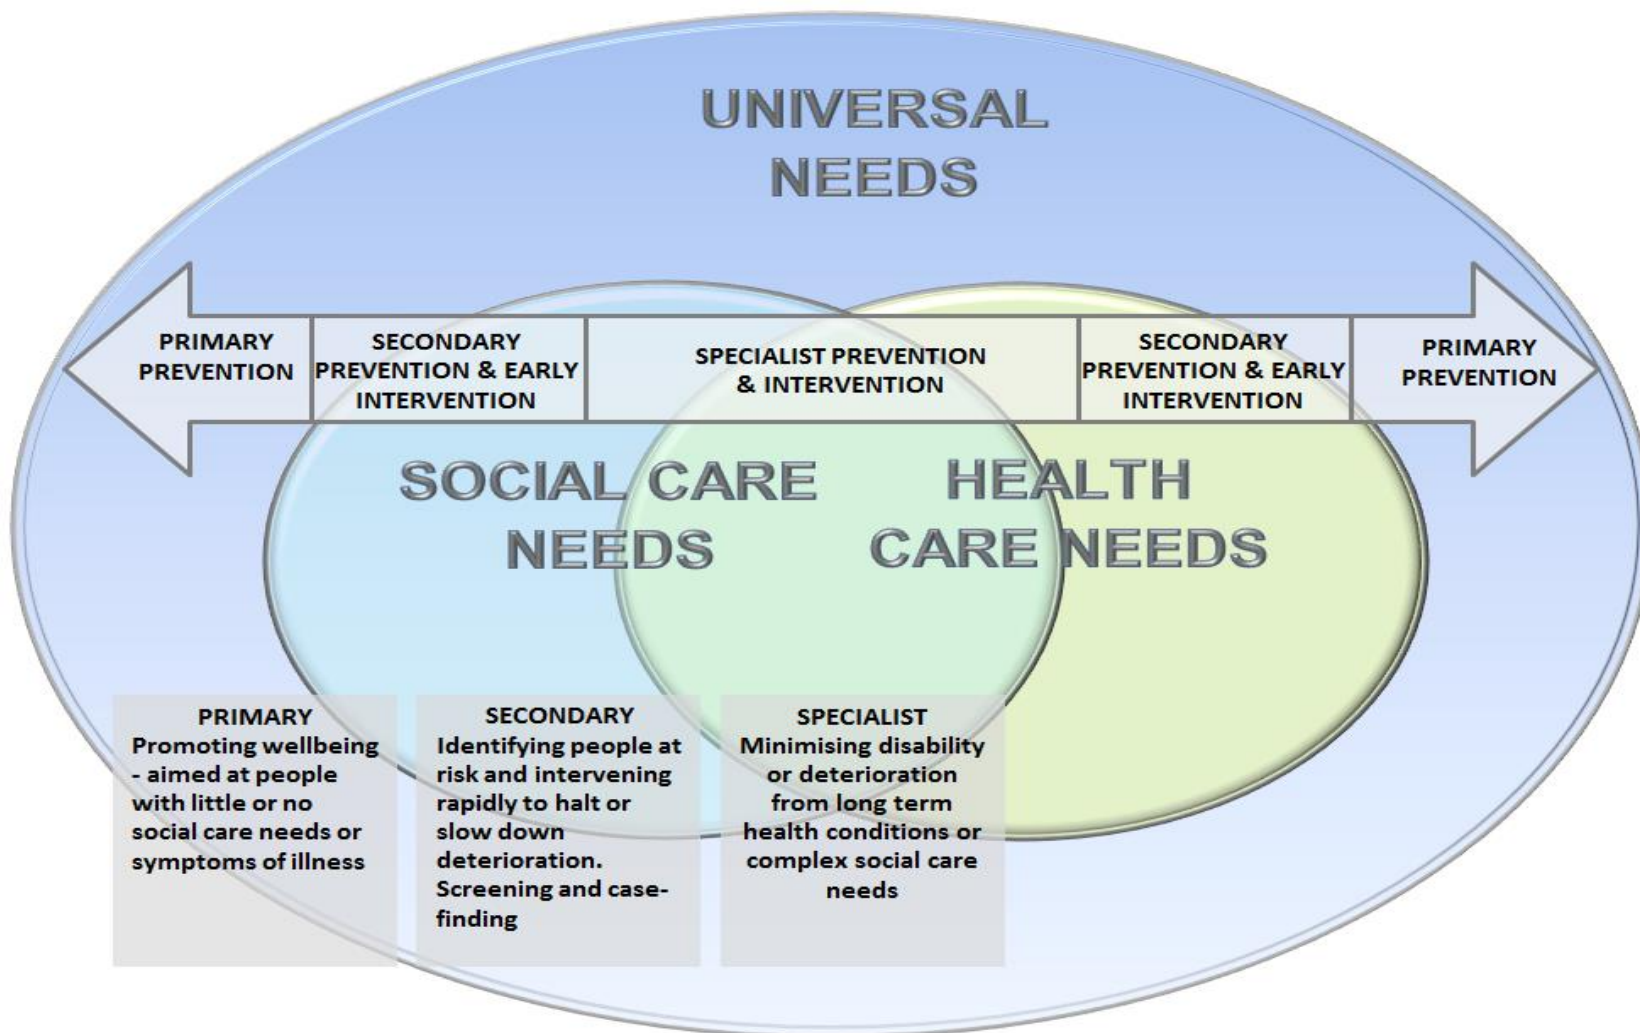 UNIVERSAL
NEEDS
PRIMARY
PREVENTION
SECONDARY
PREVENTION & EARLY
INTERVENTION
SPECIALIST PREVENTION
& INTERVENTION
SECONDARY
PREVENTION & EARLY
INTERVENTION
PRIMARY
PREVENTION
SOCIAL CARE
NEEDS
HEALTH
CARE NEEDS
PRIMARY
Promoting wellbeing
- aimed at people
with little or no
social care needs or
symptoms of illness
SECONDARY
Identifying people at
risk and intervening
rapidly to halt or
slow down
deterioration.
Screening and case-
finding
SPECIALIST
Minimising disability
or deterioration
from long term
health conditions or
complex social care
needs